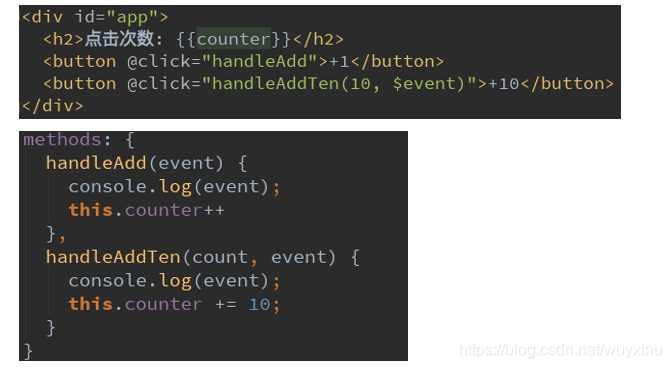 <div id="app">
  <h2>点击次数: {{counter}}</h2>
  <button @click="handleAdd">+1</button>
  <button @click="handleAddTen(10, $event)">+10</button>
</div>
methods: {
  handleAdd(event) {
    console.log(event);
    this.counter++
  },
  handleAddTen(count, event) {
    console.log(event);
    this.counter += 10;
  }
}
https://blog.csdn.net/wuyxinu